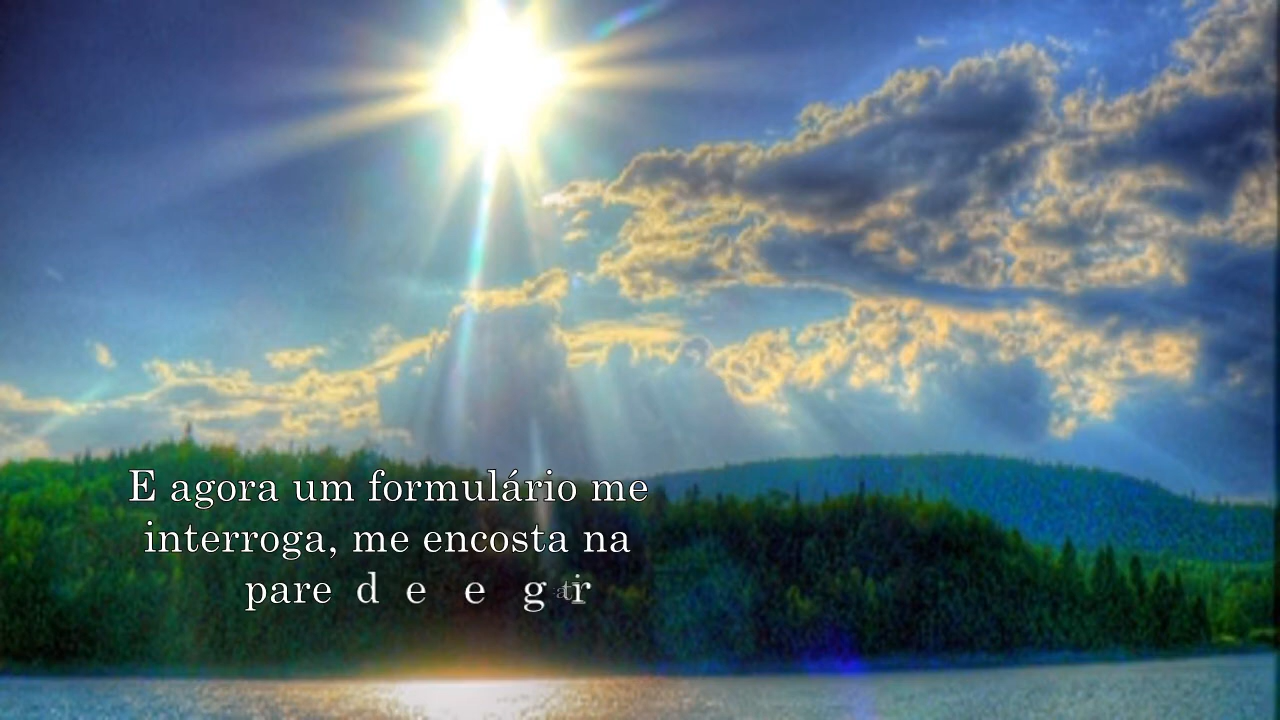 E agora um formulário me
interroga, me encosta na
parede e